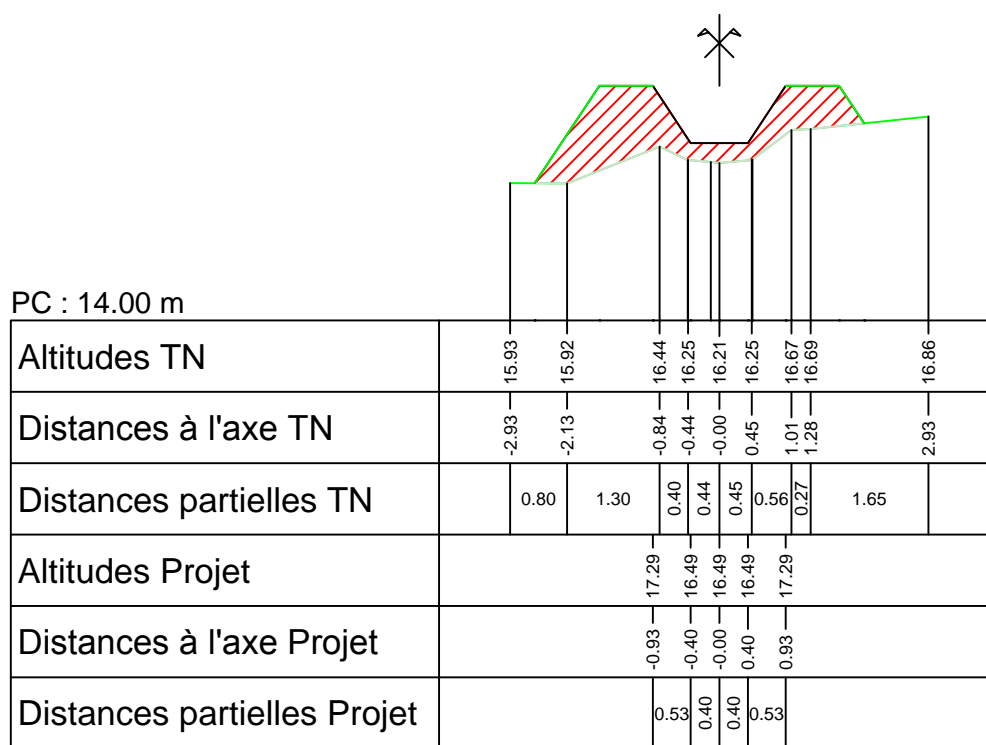 PC : 14.00 m
Altitudes TN
15.93 15.92 16.44 16.25 16.21 16.25 16.67 16.69 16.86
Distances à l'axe TN
-2.93 -2.13 -0.84 -0.44 -0.00 0.45 1.01 1.28 2.93
Distances partielles TN
0.80 1.30 0.40 0.44 0.45 0.56 0.27 1.65
Altitudes Projet
17.29 16.49 16.49 16.49 17.29
Distances à l'axe Projet
-0.93 -0.40 -0.00 0.40 0.93
Distances partielles Projet
0.53 0.40 0.40 0.53